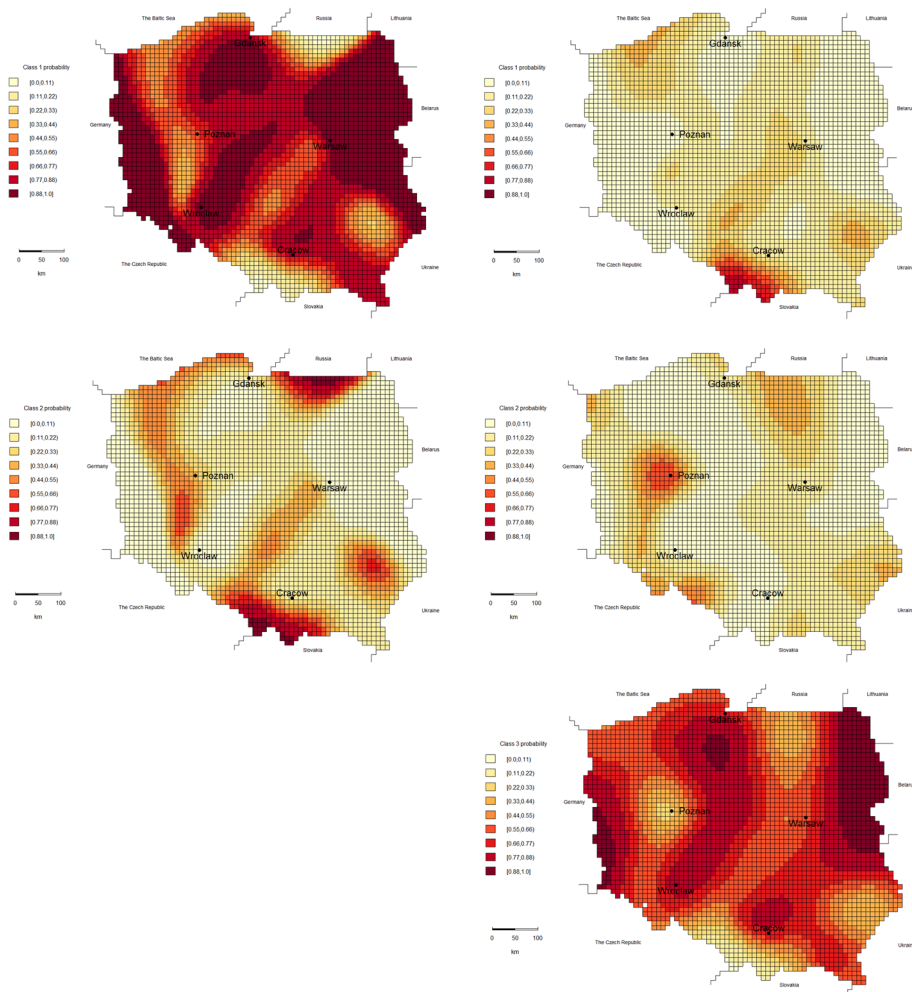 The Baltic Sea
Russia
Lithuania
Gdańsk
Class 1 probability
[0.0,0.11)
[0.11,0.22)
[0.22,0.33)
[0.33,0.44)
[0.44,0.55)
[0.55,0.66)
[0.66,0.77)
[0.77,0.88)
[0.88,1.0]
Belarus
Germany
Poznan
Warsaw
Wroclaw
Cracow
0 50 100
km
The Czech Republic
Ukraine
Slovakia
The Baltic Sea
Russia
Lithuania
Gdańsk
Class 1 probability
[0.0,0.11)
[0.11,0.22)
[0.22,0.33)
[0.33,0.44)
[0.44,0.55)
[0.55,0.66)
[0.66,0.77)
[0.77,0.88)
[0.88,1.0]
Belarus
Germany
Poznan
Warsaw
Wroclaw
Cracow
0 50 100
km
The Czech Republic
Ukraine
Slovakia
The Baltic Sea
Russia
Lithuania
Gdańsk
Class 2 probability
[0.0,0.11)
[0.11,0.22)
[0.22,0.33)
[0.33,0.44)
[0.44,0.55)
[0.55,0.66)
[0.66,0.77)
[0.77,0.88)
[0.88,1.0]
Belarus
Germany
Poznan
Warsaw
Wroclaw
Cracow
0 50 100
km
The Czech Republic
Ukraine
Slovakia
The Baltic Sea
Russia
Lithuania
Gdańsk
Class 2 probability
[0.0,0.11)
[0.11,0.22)
[0.22,0.33)
[0.33,0.44)
[0.44,0.55)
[0.55,0.66)
[0.66,0.77)
[0.77,0.88)
[0.88,1.0]
Belarus
Germany
Poznan
Warsaw
Wroclaw
Cracow
0 50 100
km
The Czech Republic
Ukraine
Slovakia
The Baltic Sea
Russia
Lithuania
Gdańsk
Class 3 probability
[0.0,0.11)
[0.11,0.22)
[0.22,0.33)
[0.33,0.44)
[0.44,0.55)
[0.55,0.66)
[0.66,0.77)
[0.77,0.88)
[0.88,1.0]
Belarus
Germany
Poznan
Warsaw
Wroclaw
Cracow
0 50 100
km
The Czech Republic
Ukraine
Slovakia